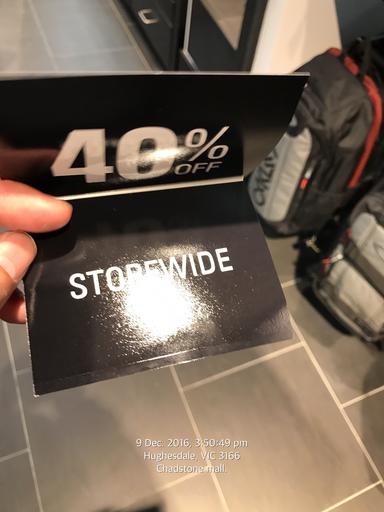 40% OFF
STOREWIDE
9 Dec. 2016, 3:50:49 pm
Hughesdale, VIC 3166
Chadstone mall.